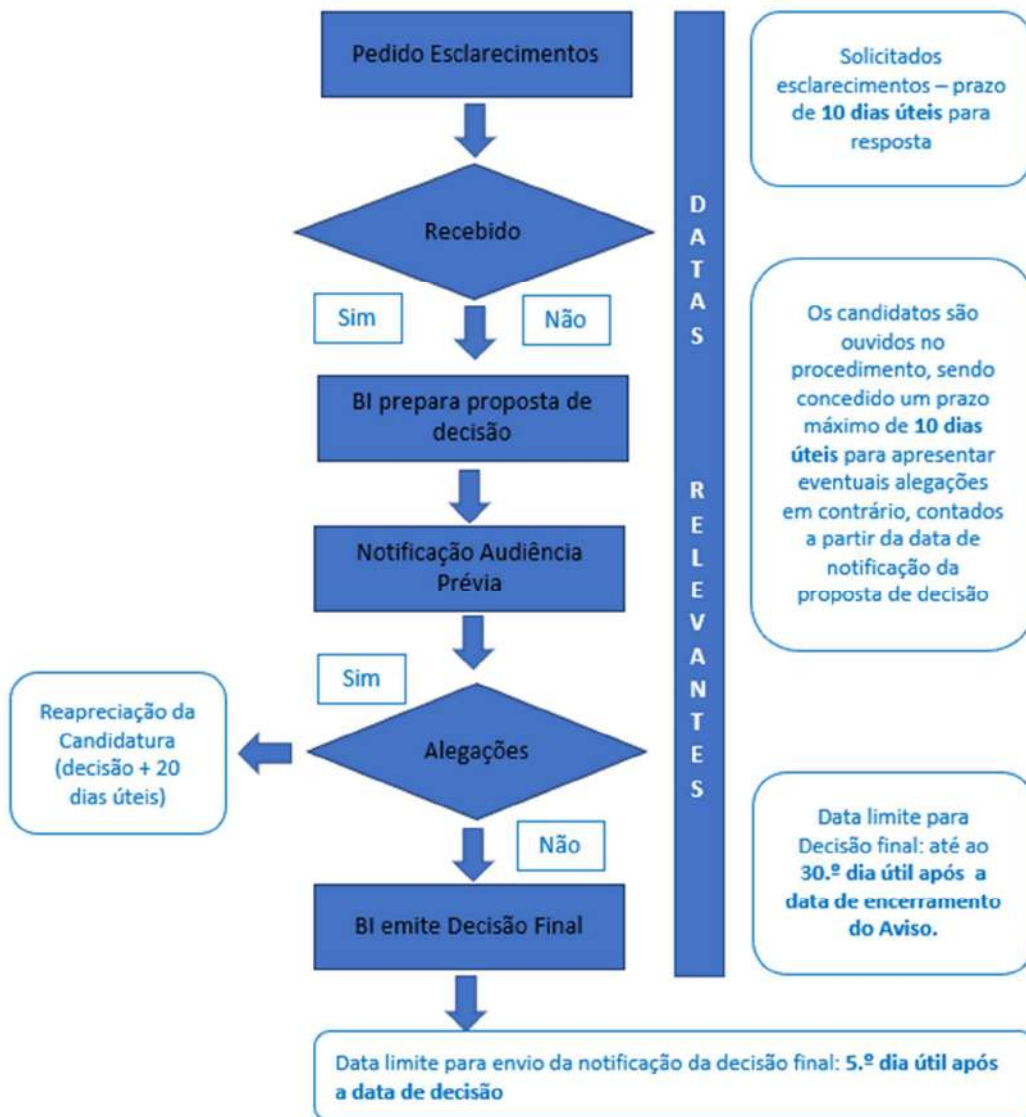 Pedido Esclarecimentos
Solicitados
esclarecimentos – prazo
de 10 dias úteis para
resposta
Recebido
Sim
Não
BI prepara proposta de
decisão
Notificação Audiência
Prévia
DATAS RELEVANTES
Os candidatos são
ouvidos no
procedimento, sendo
concedido um prazo
máximo de 10 dias
úteis para apresentar
eventuais alegações
em contrário, contados
a partir da data de
notificação da
proposta de decisão
Sim
Alegações
Reapreciação da
Candidatura
(decisão + 20
dias úteis)
Não
BI emite Decisão Final
Data limite para
Decisão final: até ao
30.º dia útil após a
data de encerramento
do Aviso.
Data limite para envio da notificação da decisão final: 5.º dia útil após
a data de decisão